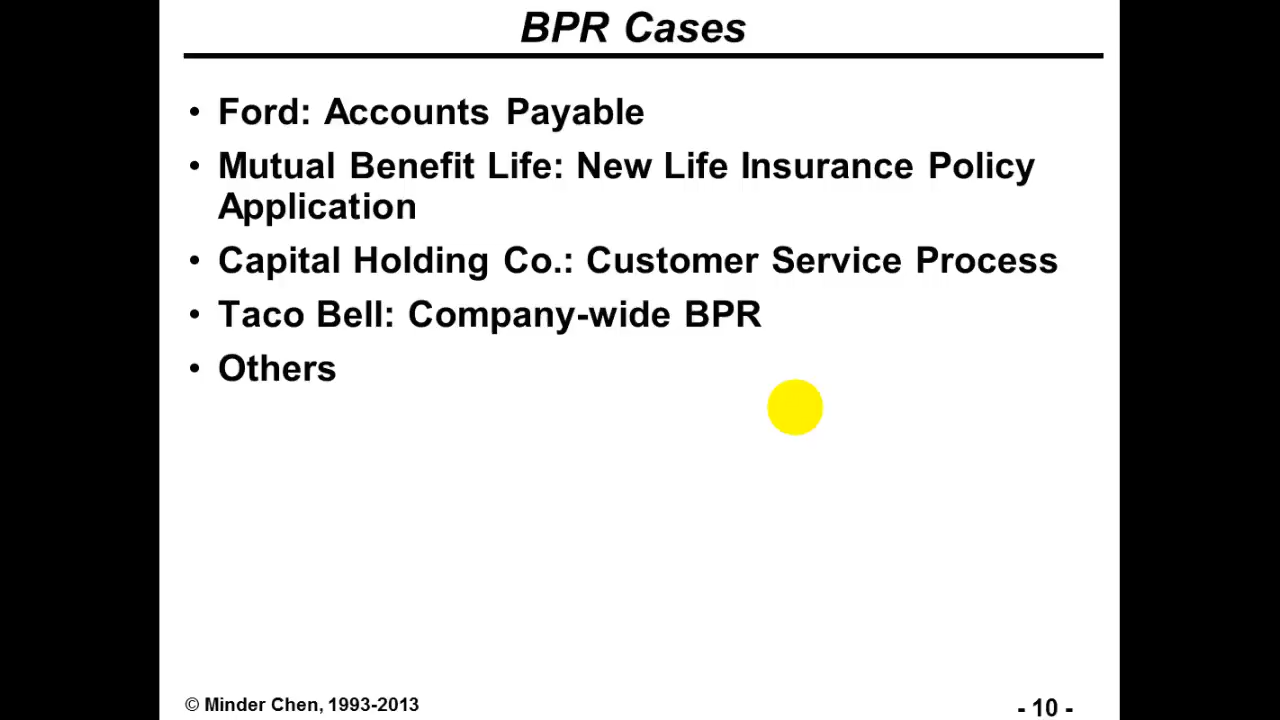 BPR Cases
• Ford: Accounts Payable
• Mutual Benefit Life: New Life Insurance Policy
Application
• Capital Holding Co.: Customer Service Process
• Taco Bell: Company-wide BPR
• Others
© Minder Chen, 1993-2013
- 10 -